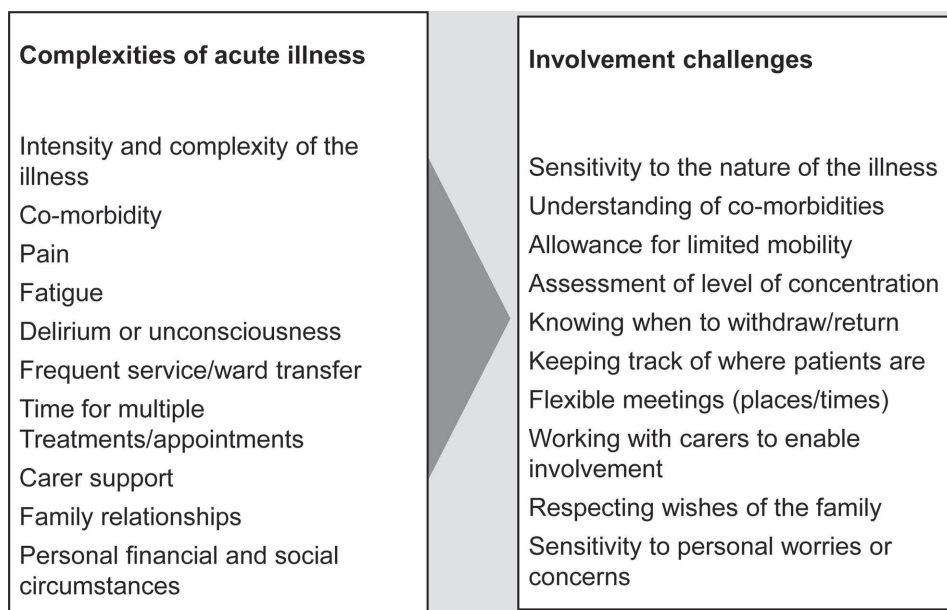 Complexities of acute illness
Intensity and complexity of the
illness
Co-morbidity
Pain
Fatigue
Delirium or unconsciousness
Frequent service/ward transfer
Time for multiple
Treatments/appointments
Carer support
Family relationships
Personal financial and social
circumstances
Involvement challenges
Sensitivity to the nature of the illness
Understanding of co-morbidities
Allowance for limited mobility
Assessment of level of concentration
Knowing when to withdraw/return
Keeping track of where patients are
Flexible meetings (places/times)
Working with carers to enable
involvement
Respecting wishes of the family
Sensitivity to personal worries or
concerns